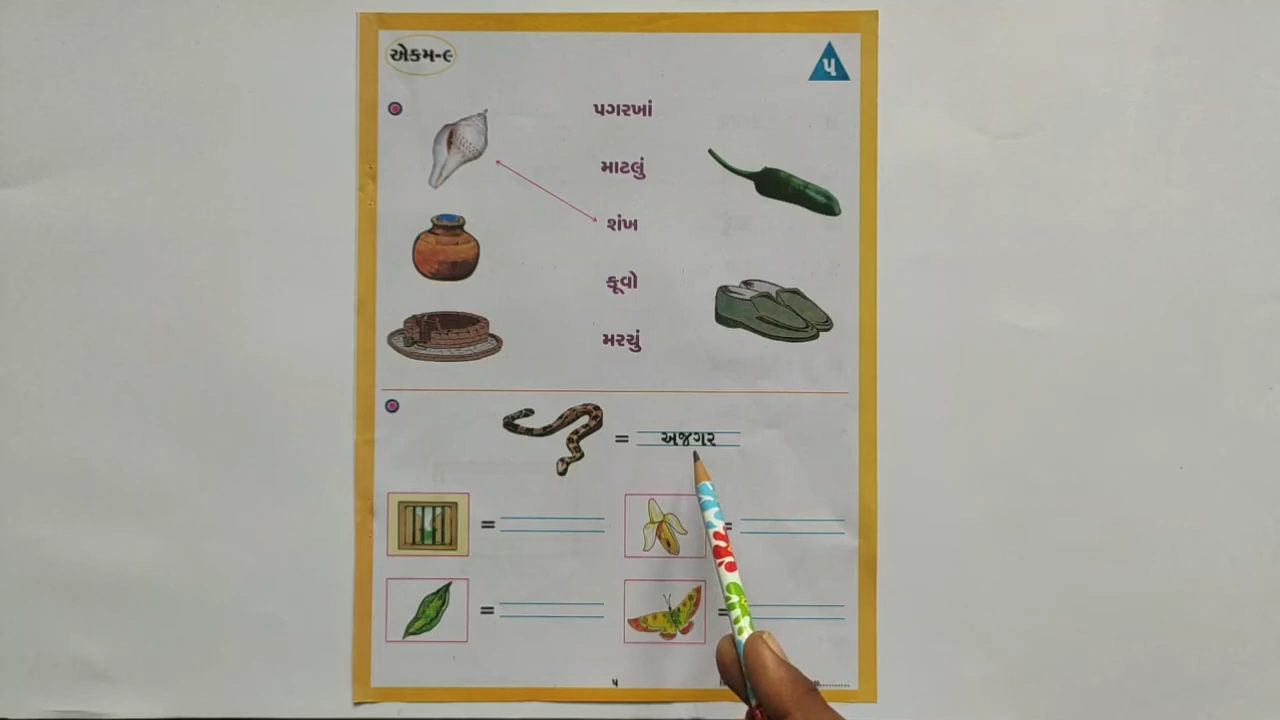 એકમ-૯
૫
પગરખાં
માટલું
શંખ
કૂવો
મરચું
= અજગર
= =
= =
૫